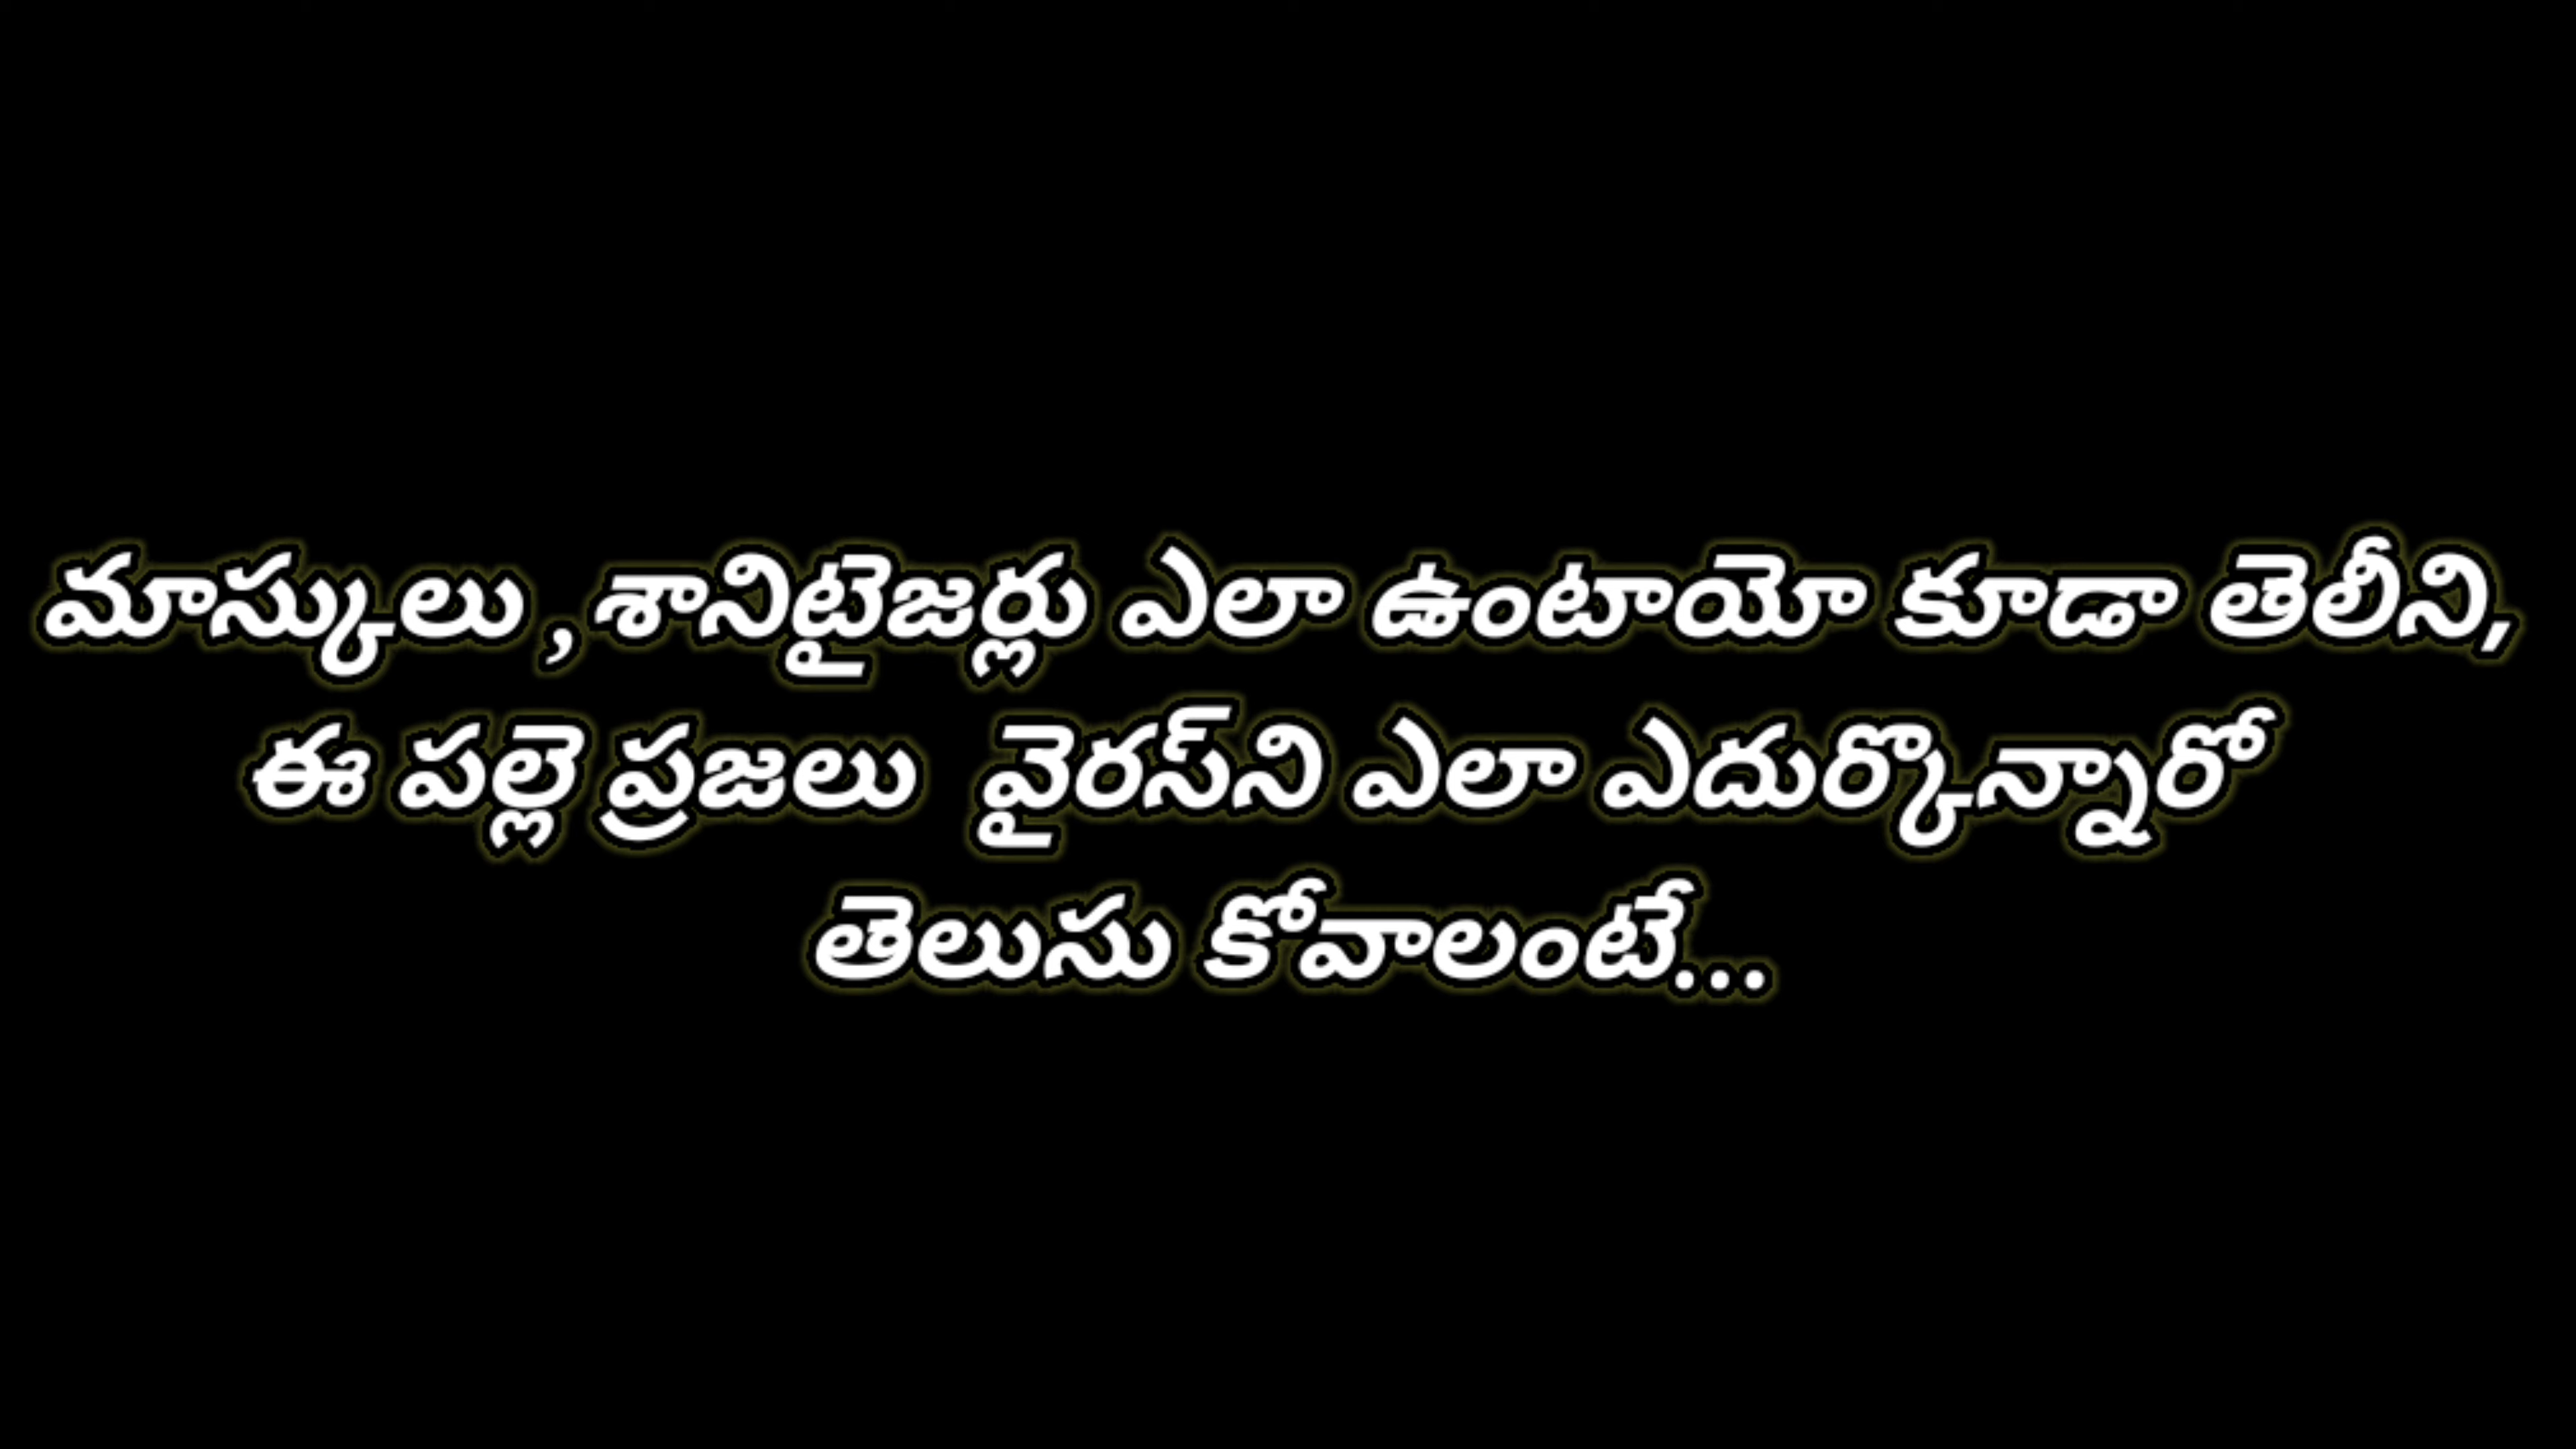 మాస్కులు , శానిటైజర్లు ఎలా ఉంటాయో కూడా తెలీని,
ఈ పల్లె ప్రజలు వైరస్‌ని ఎలా ఎదుర్కొన్నారో
తెలుసు కోవాలంటే...